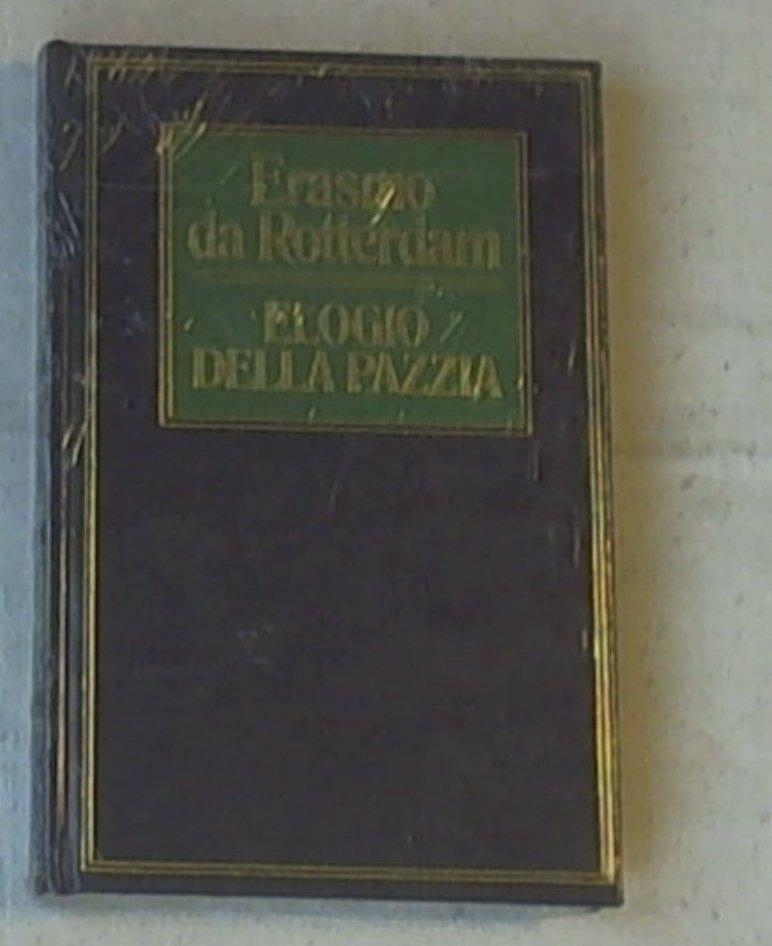 Erasmo
da Rotterdam
ELOGIO
DELLA PAZZIA